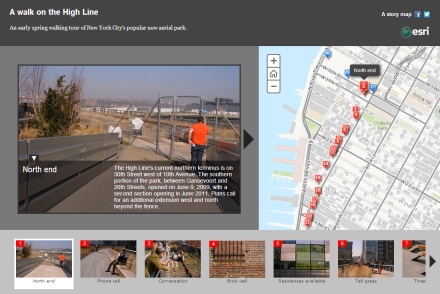 A walk on the High Line
A story map
An early spring walking tour of New York City's popular new aerial park.
esri
North end
North end
The High Line's current northern terminus is on
30th Street west of 10th Avenue. The southern
portion of the park, between Gansevoort and
20th Streets, opened on June 9, 2009, with a
second section opening in June 2011. Plans call
for an additional extension west and north
beyond the fence.
1
2
3
4
5
6
7
North end
Phone call
Conversation
Brick wall
Residences available
Tall grass